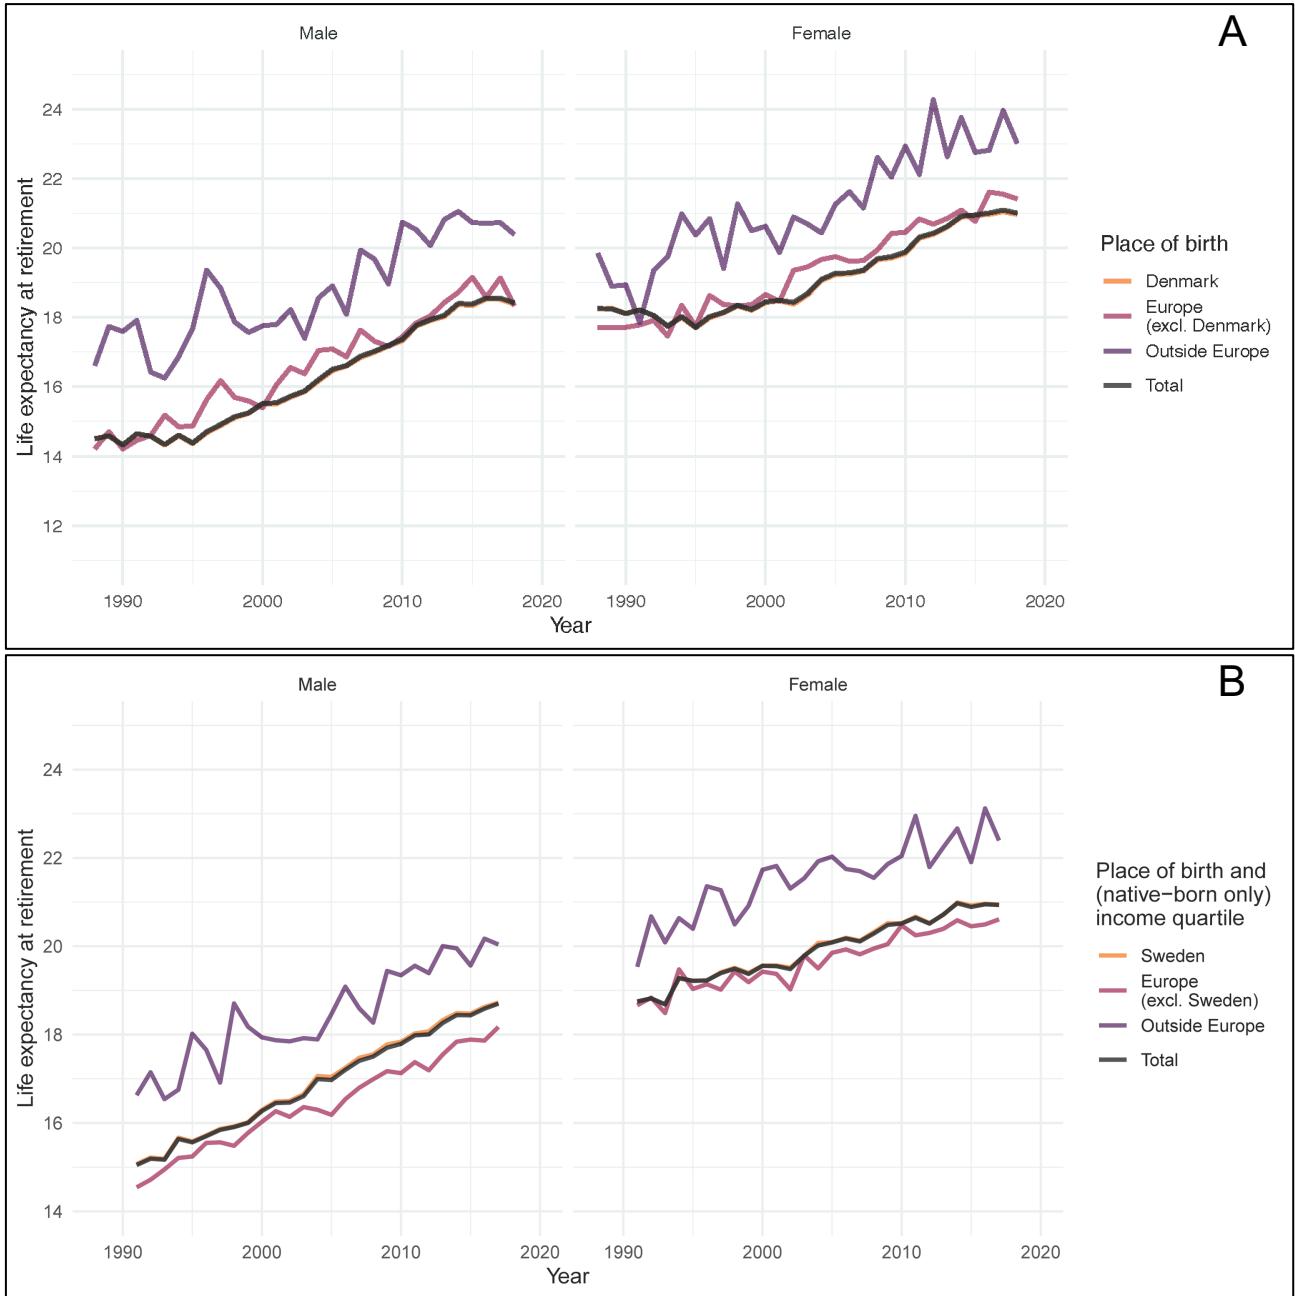 Male
Female
A
24
22
20
18
16
14
12
Life expectancy at retirement
1990
2000
2010
2020
1990
2000
2010
2020
Year
Place of birth
Denmark
Europe
(excl. Denmark)
Outside Europe
Total
Male
Female
B
24
22
20
18
16
14
Life expectancy at retirement
1990
2000
2010
2020
1990
2000
2010
2020
Year
Place of birth and
(native−born only)
income quartile
Sweden
Europe
(excl. Sweden)
Outside Europe
Total